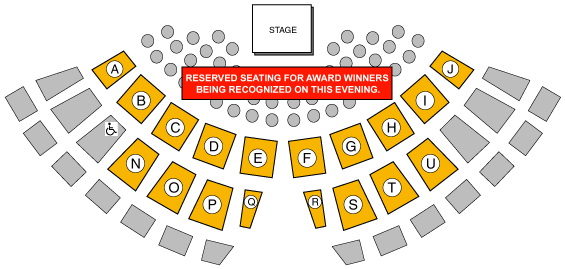 STAGE
RESERVED SEATING FOR AWARD WINNERS
BEING RECOGNIZED ON THIS EVENING.
A
J
B
I
C
H
D
G
E
F
N
U
O
T
P
S
Q
R